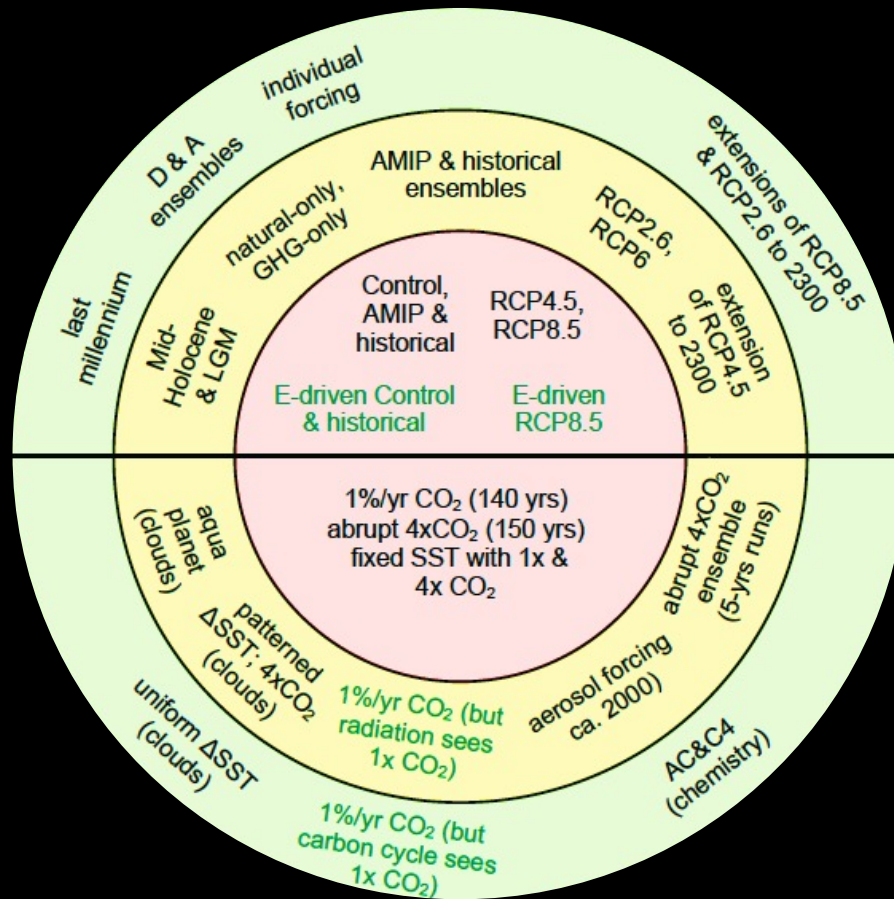 individual
forcing
D & A
ensembles
last
millennium
extensions of RCP8.5
& RCP2.6 to 2300
AMIP & historical
ensembles
natural-only,
GHG-only
Mid-
Holocene
& LGM
RCP2.6,
RCP6
extension
of RCP4.5
to 2300
Control,
AMIP &
historical
RCP4.5,
RCP8.5
E-driven Control
& historical
E-driven
RCP8.5
1%/yr CO₂ (140 yrs)
abrupt 4xCO₂ (150 yrs)
fixed SST with 1x &
4x CO₂
aqua
planet
(clouds)
patterned
ΔSST; 4xCO₂
(clouds)
1%/yr CO₂ (but
radiation sees
1x CO₂)
aerosol forcing
ca. 2000)
abrupt 4xCO₂
ensemble
(5-yrs runs)
uniform ΔSST
(clouds)
1%/yr CO₂ (but
carbon cycle sees
1x CO₂)
AC&C4
(chemistry)